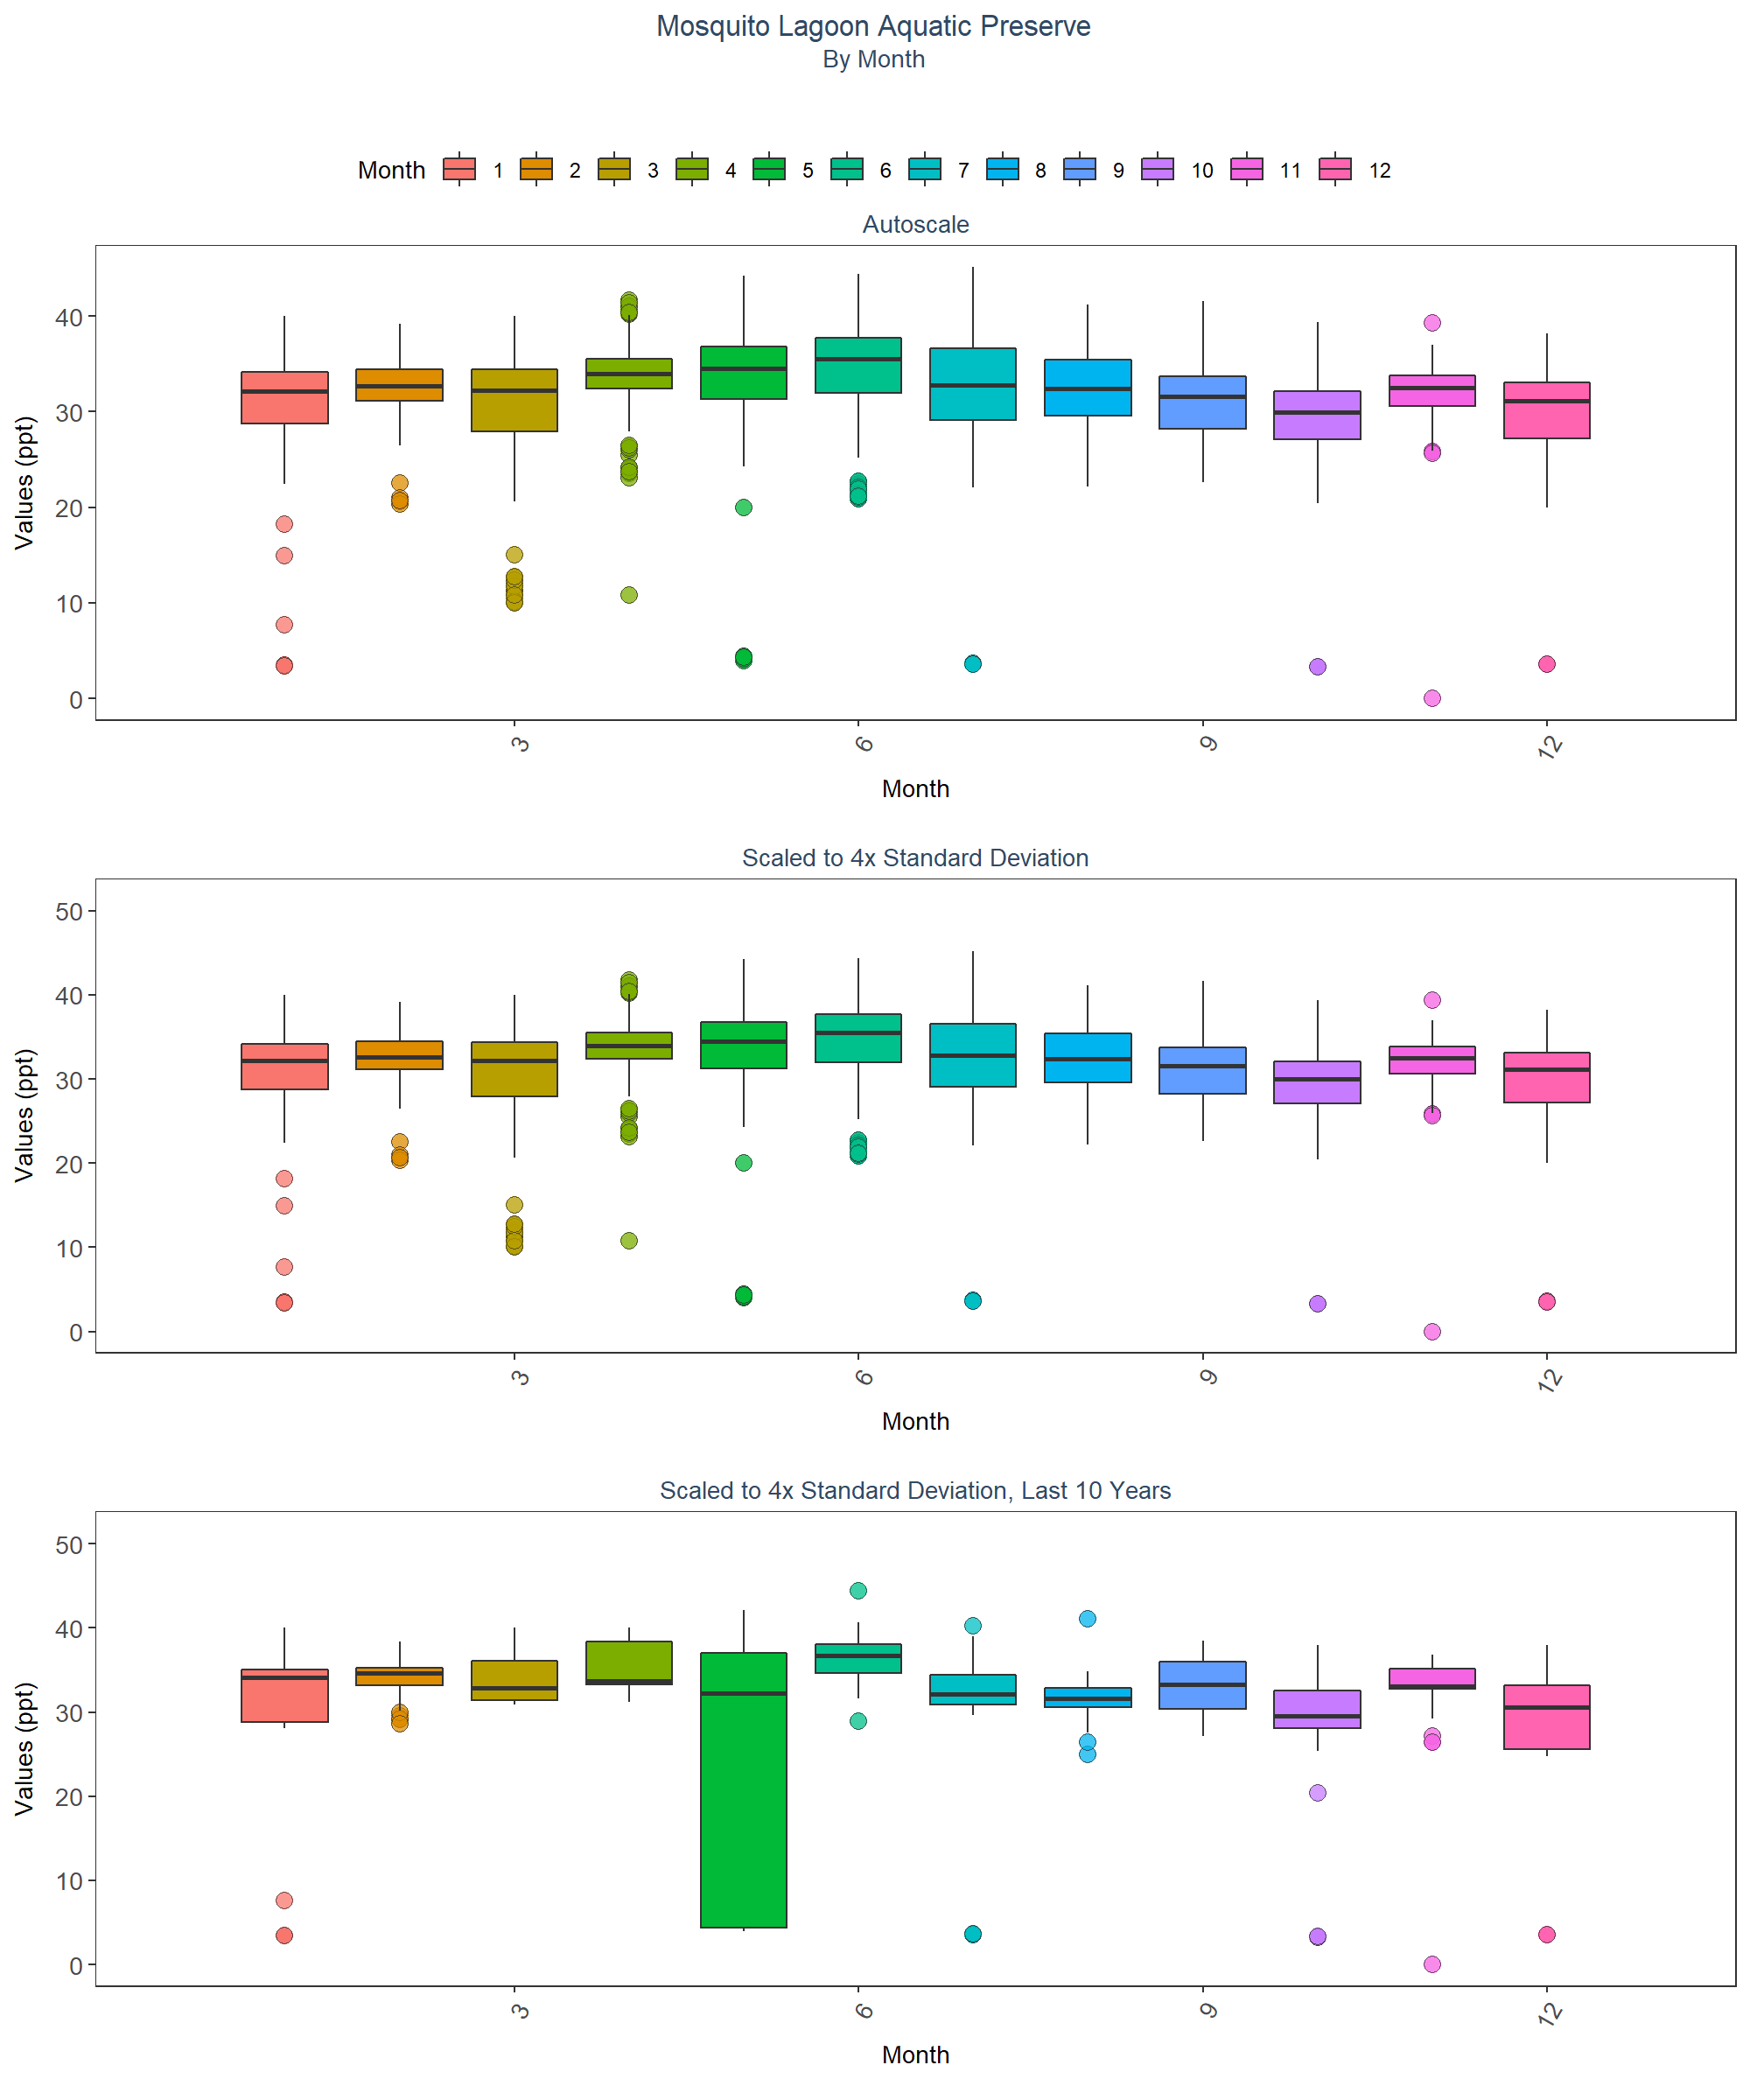 Mosquito Lagoon Aquatic Preserve
By Month
Month 1 2 3 4 5 6 7 8 9 10 11 12
Autoscale
Values (ppt)
40
30
20
10
0
3 6 9 12
Month
Scaled to 4x Standard Deviation
Values (ppt)
50
40
30
20
10
0
3 6 9 12
Month
Scaled to 4x Standard Deviation, Last 10 Years
Values (ppt)
50
40
30
20
10
0
3 6 9 12
Month